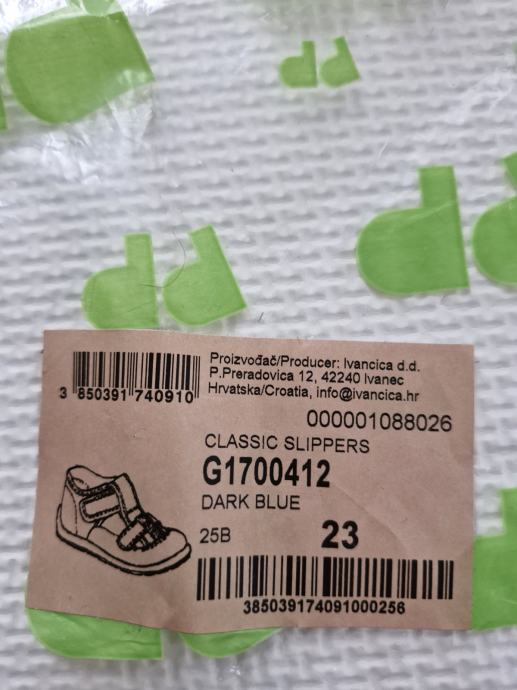 3 850391 740910
Proizvođač/Producer: Ivancica d.d.
P.Preradovica 12, 42240 Ivanec
Hrvatska/Croatia, info@ivancica.hr
000001088026
CLASSIC SLIPPERS
G1700412
DARK BLUE
25B 23
385039174091000256